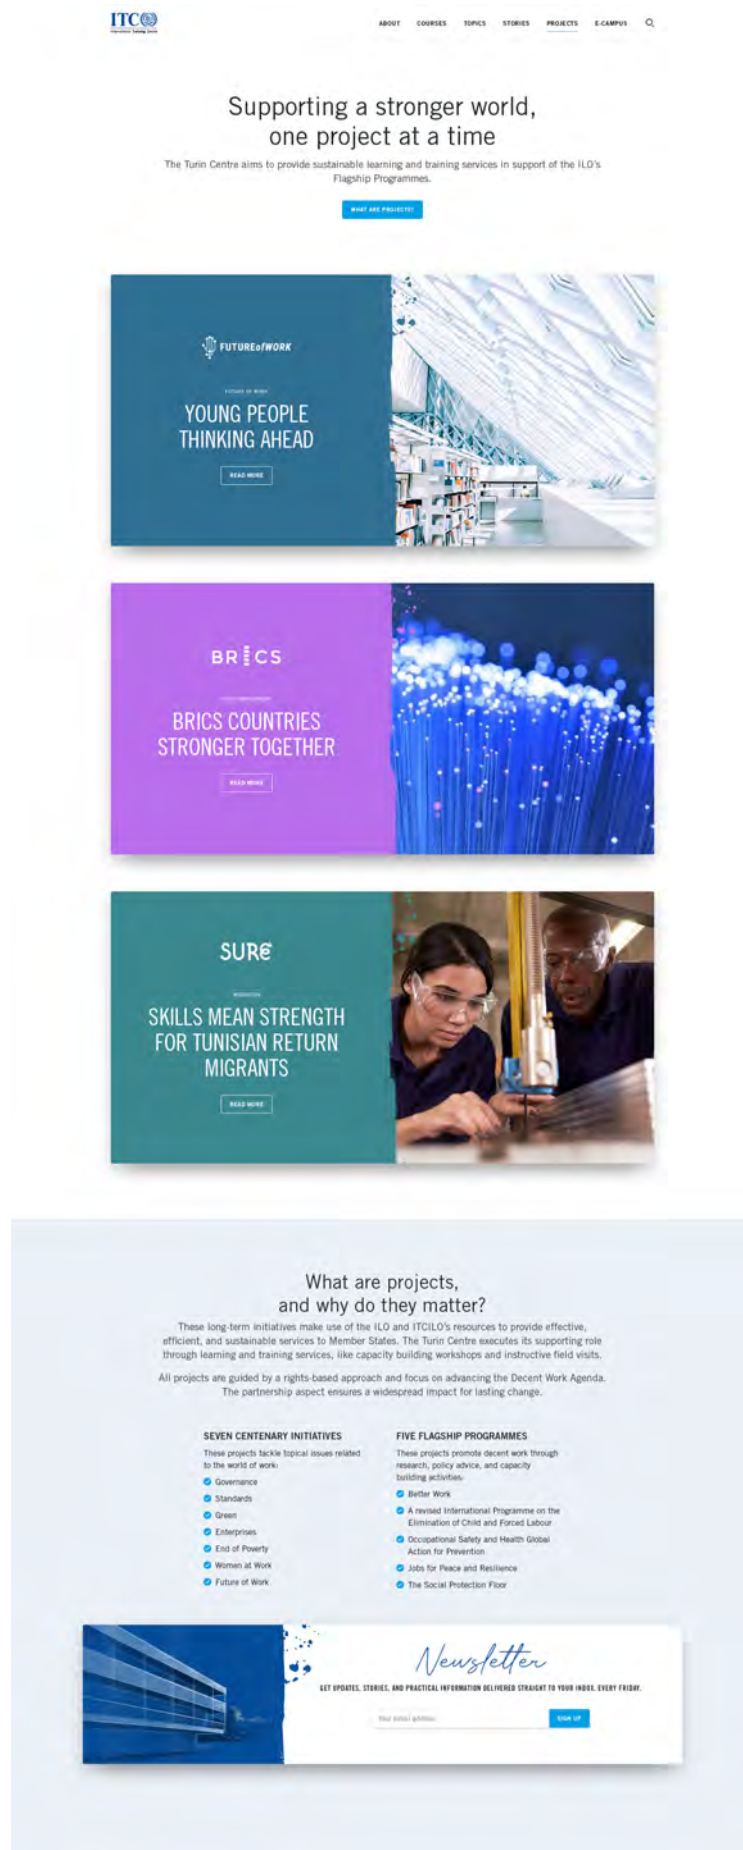 ITC
International Training Centre
ABOUT COURSES TOPICS STORIES PROJECTS E-CAMPUS
Supporting a stronger world,
one project at a time
The Turin Centre aims to provide sustainable learning and training services in support of the ILO's
Flagship Programmes.
WHAT ARE PROJECTS?
FUTUREofWORK
FUTURE OF WORK
YOUNG PEOPLE
THINKING AHEAD
READ MORE
BRICS
BRICS COUNTRIES
STRONGER TOGETHER
READ MORE
SURe
SKILLS MEAN STRENGTH
FOR TUNISIAN RETURN
MIGRANTS
READ MORE
What are projects,
and why do they matter?
These long-term initiatives make use of the ILO and ITCILO's resources to provide effective,
efficient, and sustainable services to Member States. The Turin Centre executes its supporting role
through learning and training services, like capacity building workshops and instructive field visits.
All projects are guided by a rights-based approach and focus on advancing the Decent Work Agenda.
The partnership aspect ensures a widespread impact for lasting change.
SEVEN CENTENARY INITIATIVES
These projects tackle topical issues related
to the world of work:
Governance
Standards
Green
Enterprises
End of Poverty
Women at Work
Future of Work
FIVE FLAGSHIP PROGRAMMES
These projects promote decent work through
research, policy advice, and capacity
building activities:
Better Work
A revised International Programme on the
Elimination of Child and Forced Labour
Occupational Safety and Health Global
Action for Prevention
Jobs for Peace and Resilience
The Social Protection Floor
Newsletter
GET UPDATES, STORIES, AND PRACTICAL INFORMATION DELIVERED STRAIGHT TO YOUR INBOX. EVERY FRIDAY.
Your email address
SIGN UP